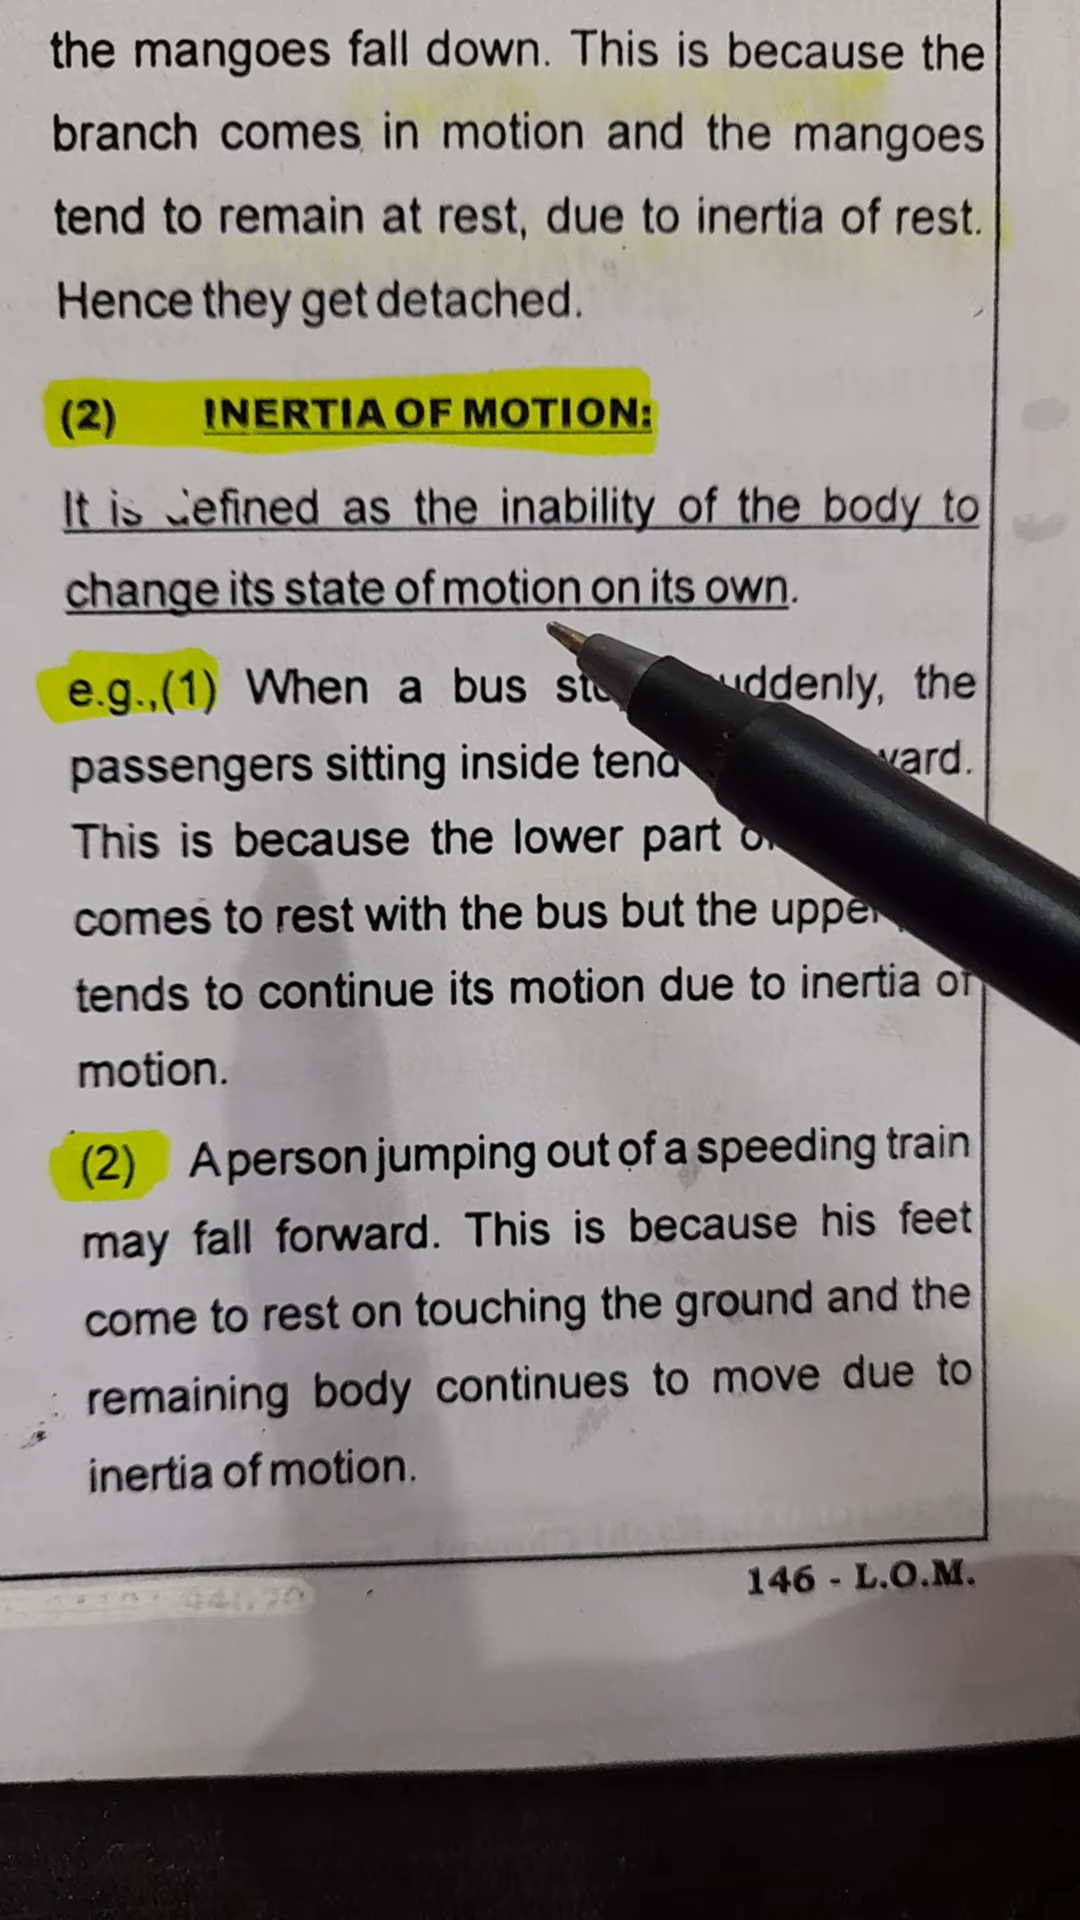 the mangoes fall down. This is because the
branch comes in motion and the mangoes
tend to remain at rest, due to inertia of rest.
Hence they get detached.
(2) INERTIA OF MOTION:
It is defined as the inability of the body to
change its state of motion on its own.
e.g.,(1) When a bus suddenly, the
passengers sitting inside tend
This is because the lower part
comes to rest with the bus but the upper
tends to continue its motion due to inertia of
motion.
(2) A person jumping out of a speeding train
may fall forward. This is because his feet
come to rest on touching the ground and the
remaining body continues to move due to
inertia of motion.
146 - L.O.M.